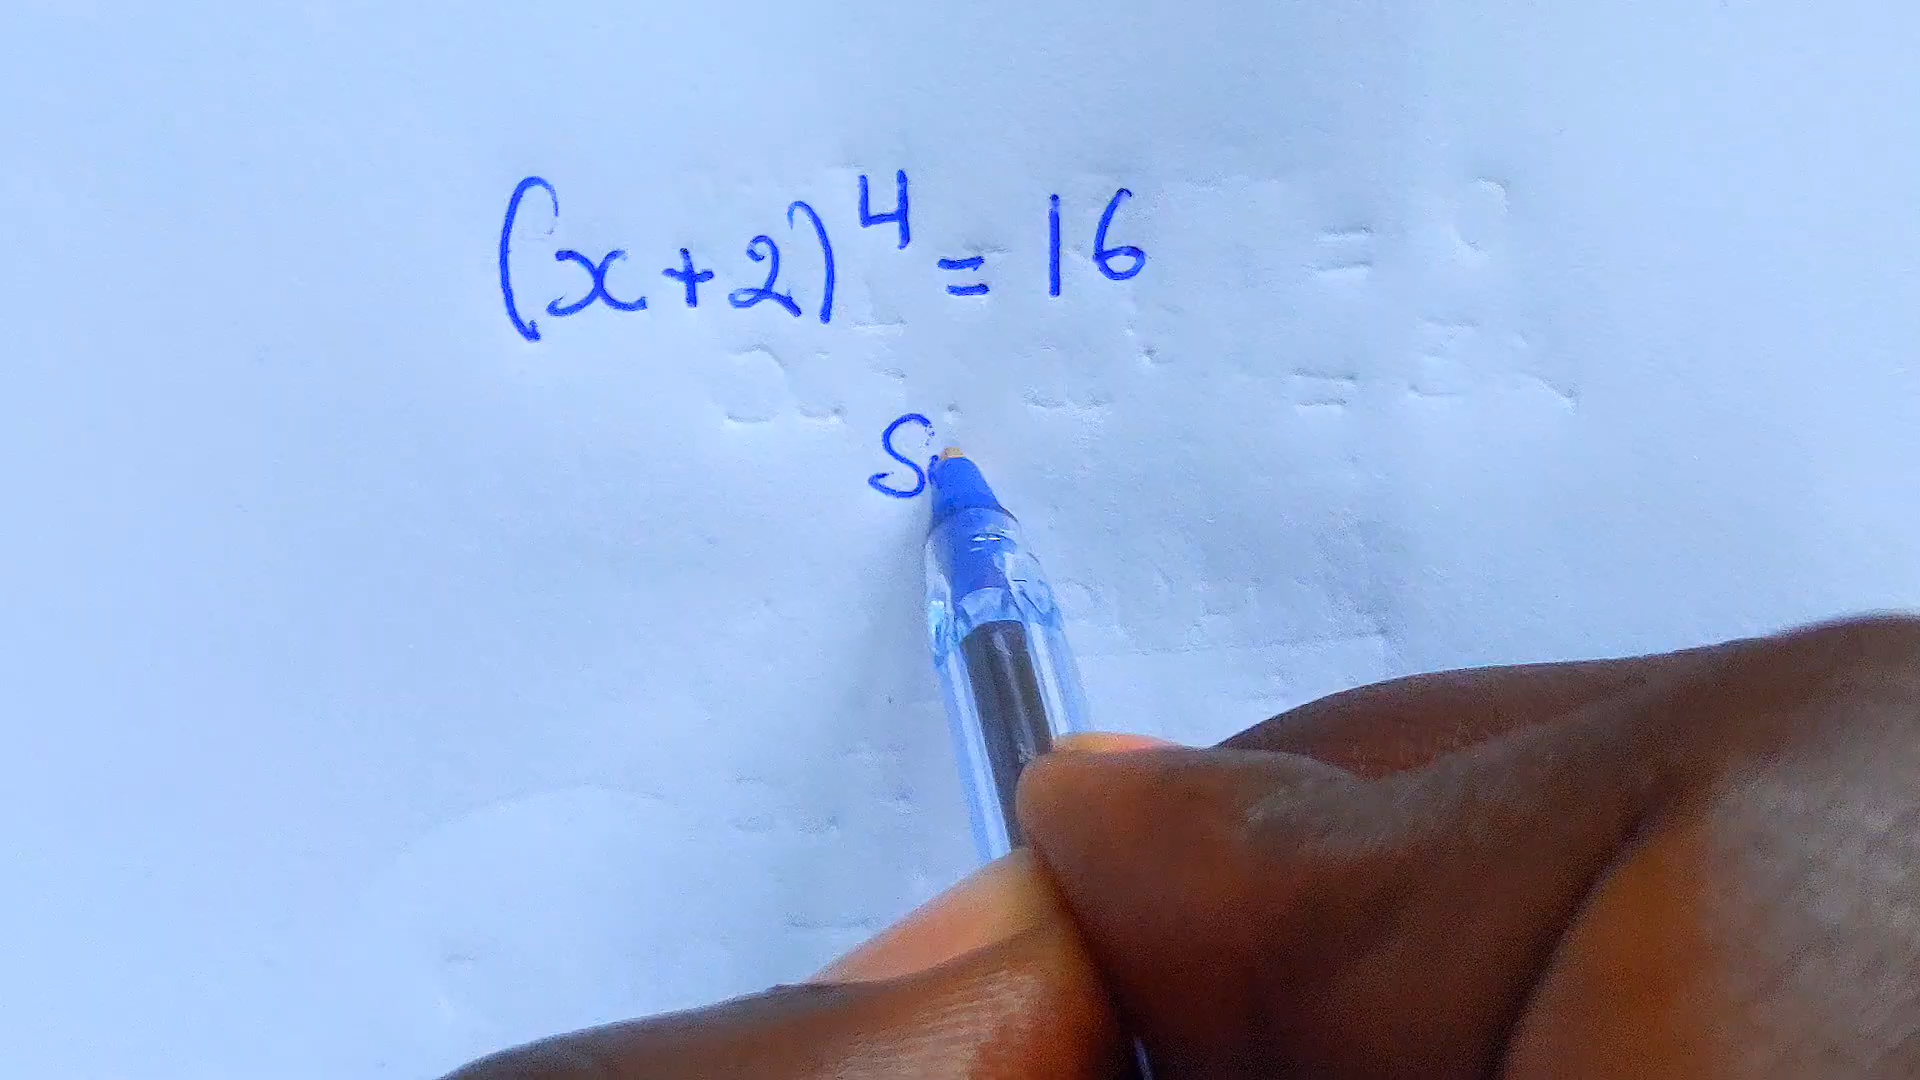 (x+2)⁴ = 16
S